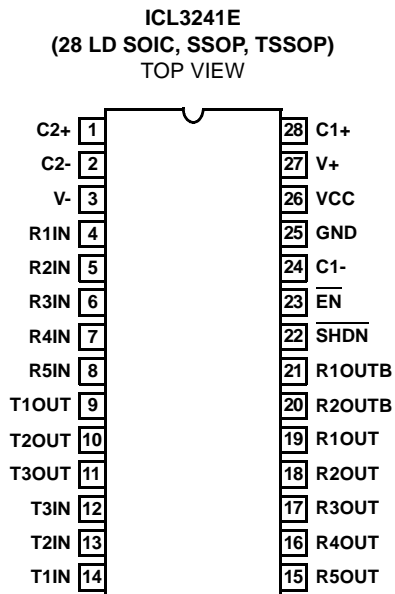 ICL3241E
(28 LD SOIC, SSOP, TSSOP)
TOP VIEW
C2+ 1 28 C1+
C2- 2 27 V+
V- 3 26 VCC
R1IN 4 25 GND
R2IN 5 24 C1-
R3IN 6 23 EN
R4IN 7 22 SHDN
R5IN 8 21 R1OUTB
T1OUT 9 20 R2OUTB
T2OUT 10 19 R1OUT
T3OUT 11 18 R2OUT
T3IN 12 17 R3OUT
T2IN 13 16 R4OUT
T1IN 14 15 R5OUT